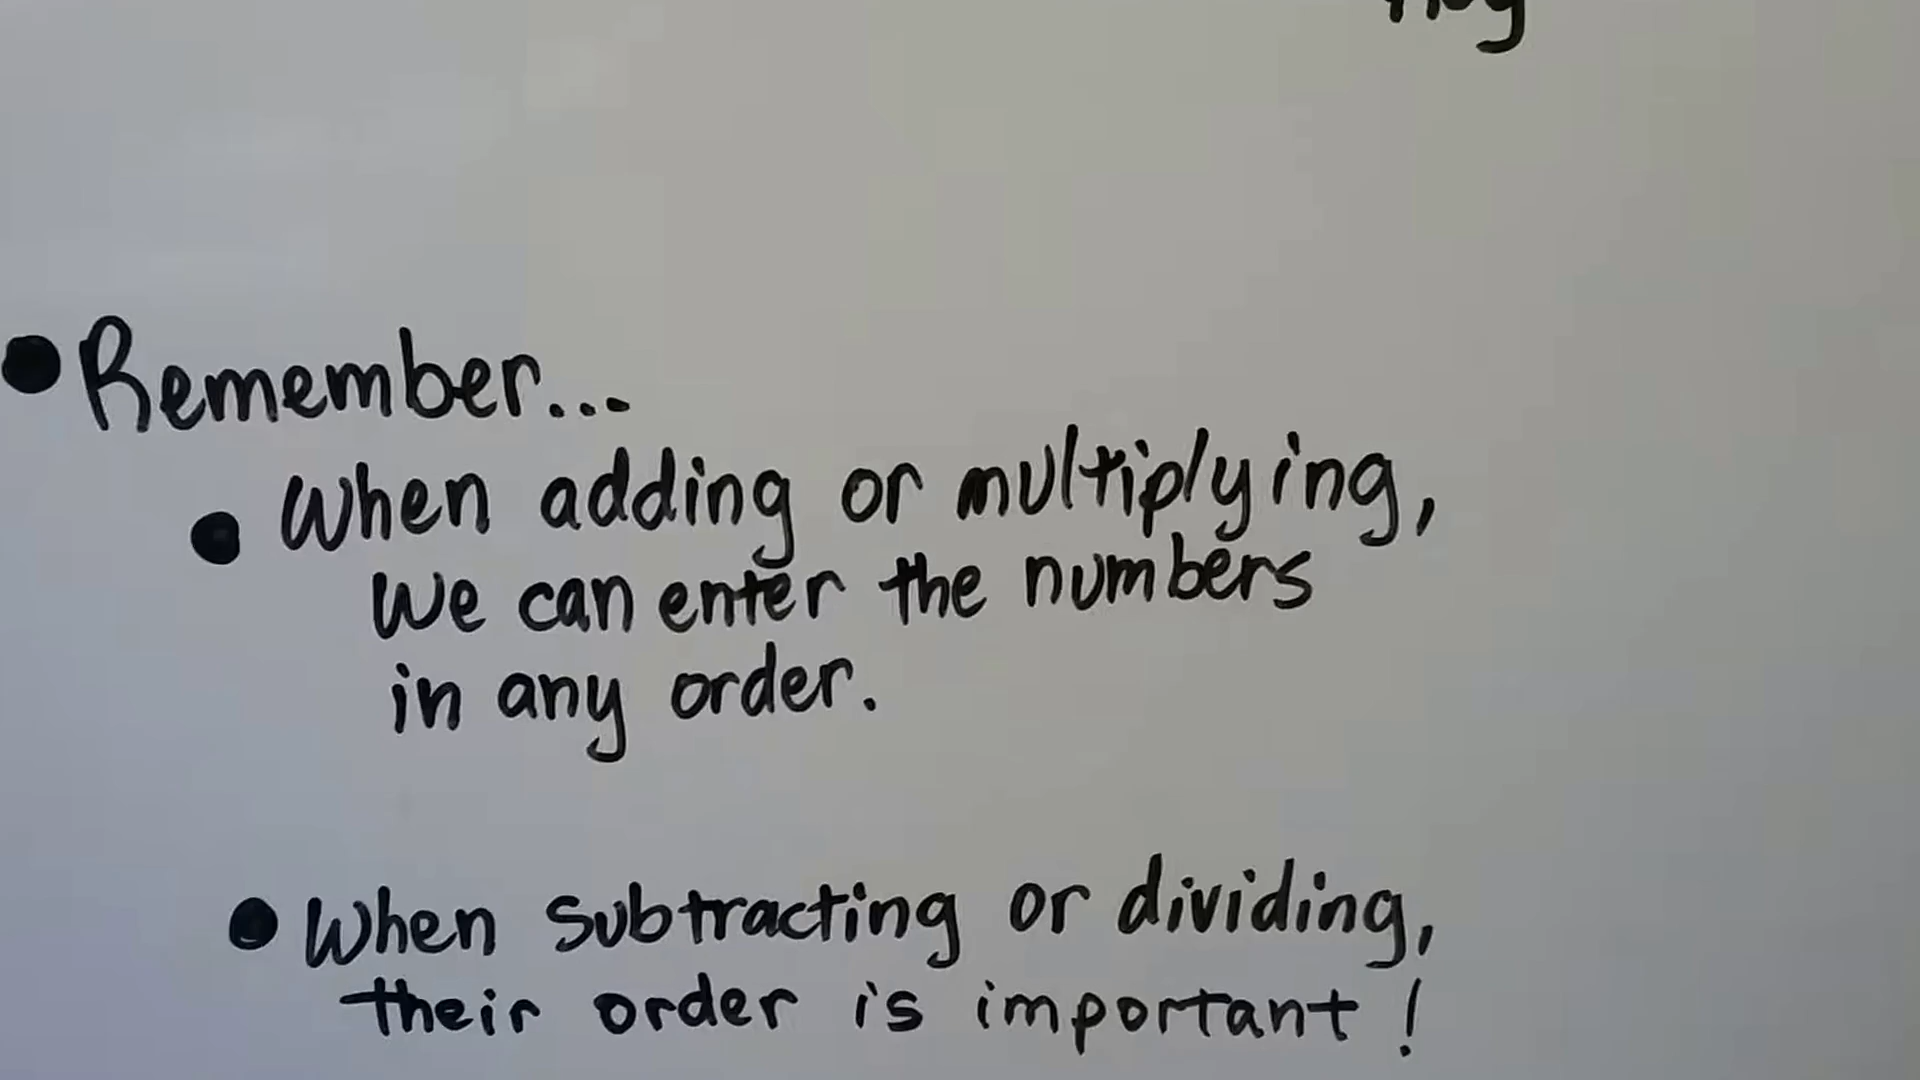 • Remember...
• When adding or multiplying,
We can enter the numbers
in any order.
• When subtracting or dividing,
their order is important!